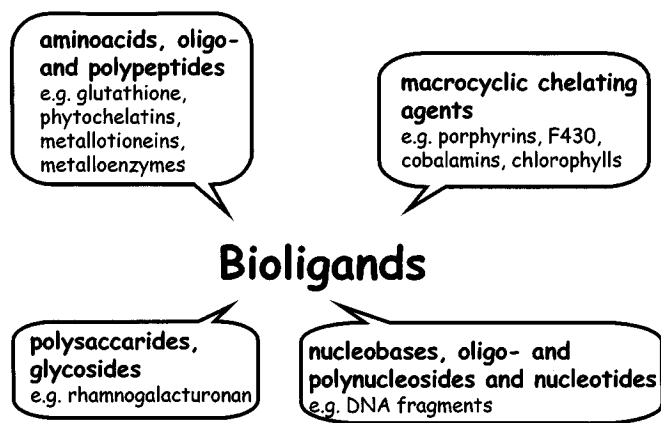 aminoacids, oligo-
and polypeptides
e.g. glutathione,
phytochelatins,
metallotioneins,
metalloenzymes
macrocyclic chelating
agents
e.g. porphyrins, F430,
cobalamins, chlorophylls
Bioligands
polysaccarides,
glycosides
e.g. rhamnogalacturonan
nucleobases, oligo- and
polynucleosides and nucleotides
e.g. DNA fragments